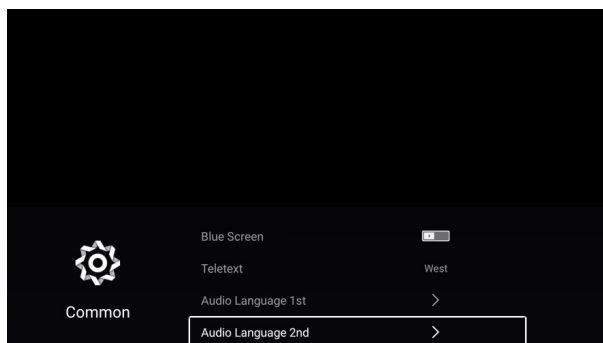 Blue Screen
Teletext West
Audio Language 1st
Common
Audio Language 2nd